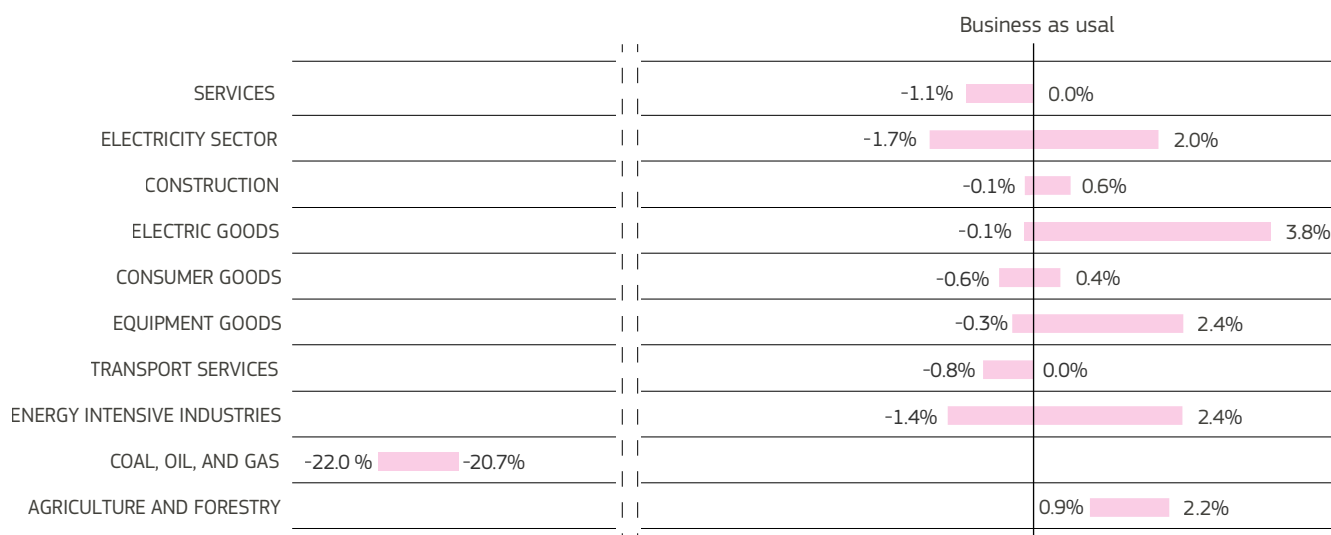 Business as usal
SERVICES -1.1% 0.0%
ELECTRICITY SECTOR -1.7% 2.0%
CONSTRUCTION -0.1% 0.6%
ELECTRIC GOODS -0.1% 3.8%
CONSUMER GOODS -0.6% 0.4%
EQUIPMENT GOODS -0.3% 2.4%
TRANSPORT SERVICES -0.8% 0.0%
ENERGY INTENSIVE INDUSTRIES -1.4% 2.4%
COAL, OIL, AND GAS -22.0 % -20.7%
AGRICULTURE AND FORESTRY 0.9% 2.2%